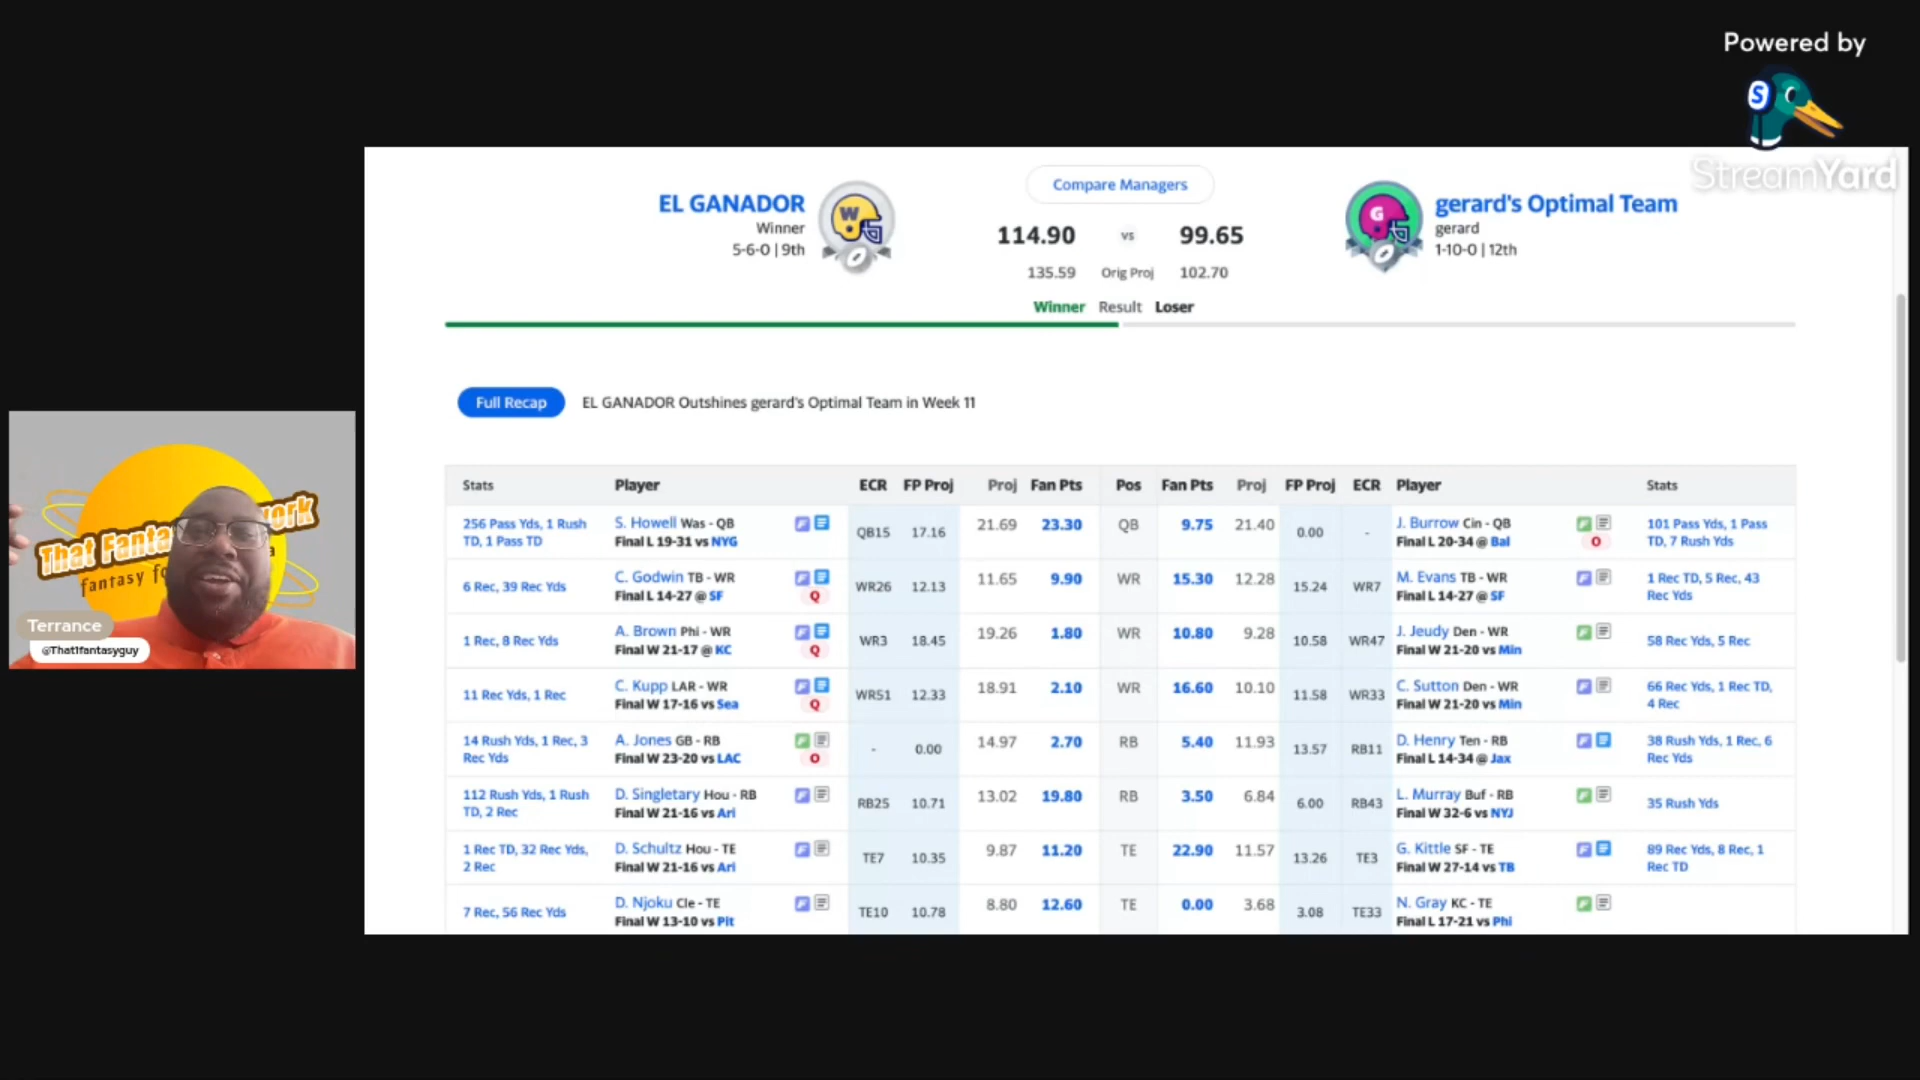 Powered by
StreamYard
Compare Managers
EL GANADOR
Winner
5-6-0 | 9th
W
114.90 vs 99.65
135.59 Orig Proj 102.70
Winner Result Loser
G
gerard's Optimal Team
gerard
1-10-0 | 12th
Full Recap EL GANADOR Outshines gerard's Optimal Team in Week 11
Stats Player ECR FP Proj Proj Fan Pts Pos Fan Pts Proj FP Proj ECR Player Stats
256 Pass Yds, 1 Rush TD, 1 Pass TD S. Howell Was - QB Final L 19-31 vs NYG QB15 17.16 21.69 23.30 QB 9.75 21.40 0.00 - J. Burrow Cin - QB Final L 20-34 @ Bal O 101 Pass Yds, 1 Pass TD, 7 Rush Yds
6 Rec, 39 Rec Yds C. Godwin TB - WR Final L 14-27 @ SF Q WR26 12.13 11.65 9.90 WR 15.30 12.28 15.24 WR7 M. Evans TB - WR Final L 14-27 @ SF 1 Rec TD, 5 Rec, 43 Rec Yds
1 Rec, 8 Rec Yds A. Brown Phi - WR Final W 21-17 @ KC Q WR3 18.45 19.26 1.80 WR 10.80 9.28 10.58 WR47 J. Jeudy Den - WR Final W 21-20 vs Min 58 Rec Yds, 5 Rec
11 Rec Yds, 1 Rec C. Kupp LAR - WR Final W 17-16 vs Sea Q WR51 12.33 18.91 2.10 WR 16.60 10.10 11.58 WR33 C. Sutton Den - WR Final W 21-20 vs Min 66 Rec Yds, 1 Rec TD, 4 Rec
14 Rush Yds, 1 Rec, 3 Rec Yds A. Jones GB - RB Final W 23-20 vs LAC O - 0.00 14.97 2.70 RB 5.40 11.93 13.57 RB11 D. Henry Ten - RB Final L 14-34 @ Jax 38 Rush Yds, 1 Rec, 6 Rec Yds
112 Rush Yds, 1 Rush TD, 2 Rec D. Singletary Hou - RB Final W 21-16 vs Ari RB25 10.71 13.02 19.80 RB 3.50 6.84 6.00 RB43 L. Murray Buf - RB Final W 32-6 vs NYJ 35 Rush Yds
1 Rec TD, 32 Rec Yds, 2 Rec D. Schultz Hou - TE Final W 21-16 vs Ari TE7 10.35 9.87 11.20 TE 22.90 11.57 13.26 TE3 G. Kittle SF - TE Final W 27-14 vs TB 89 Rec Yds, 8 Rec, 1 Rec TD
7 Rec, 56 Rec Yds D. Njoku Cle - TE Final W 13-10 vs Pit TE10 10.78 8.80 12.60 TE 0.00 3.68 3.08 TE33 N. Gray KC - TE Final L 17-21 vs Phi
That Fanta ork
fantasy fo a
Terrance
@That1fantasyguy